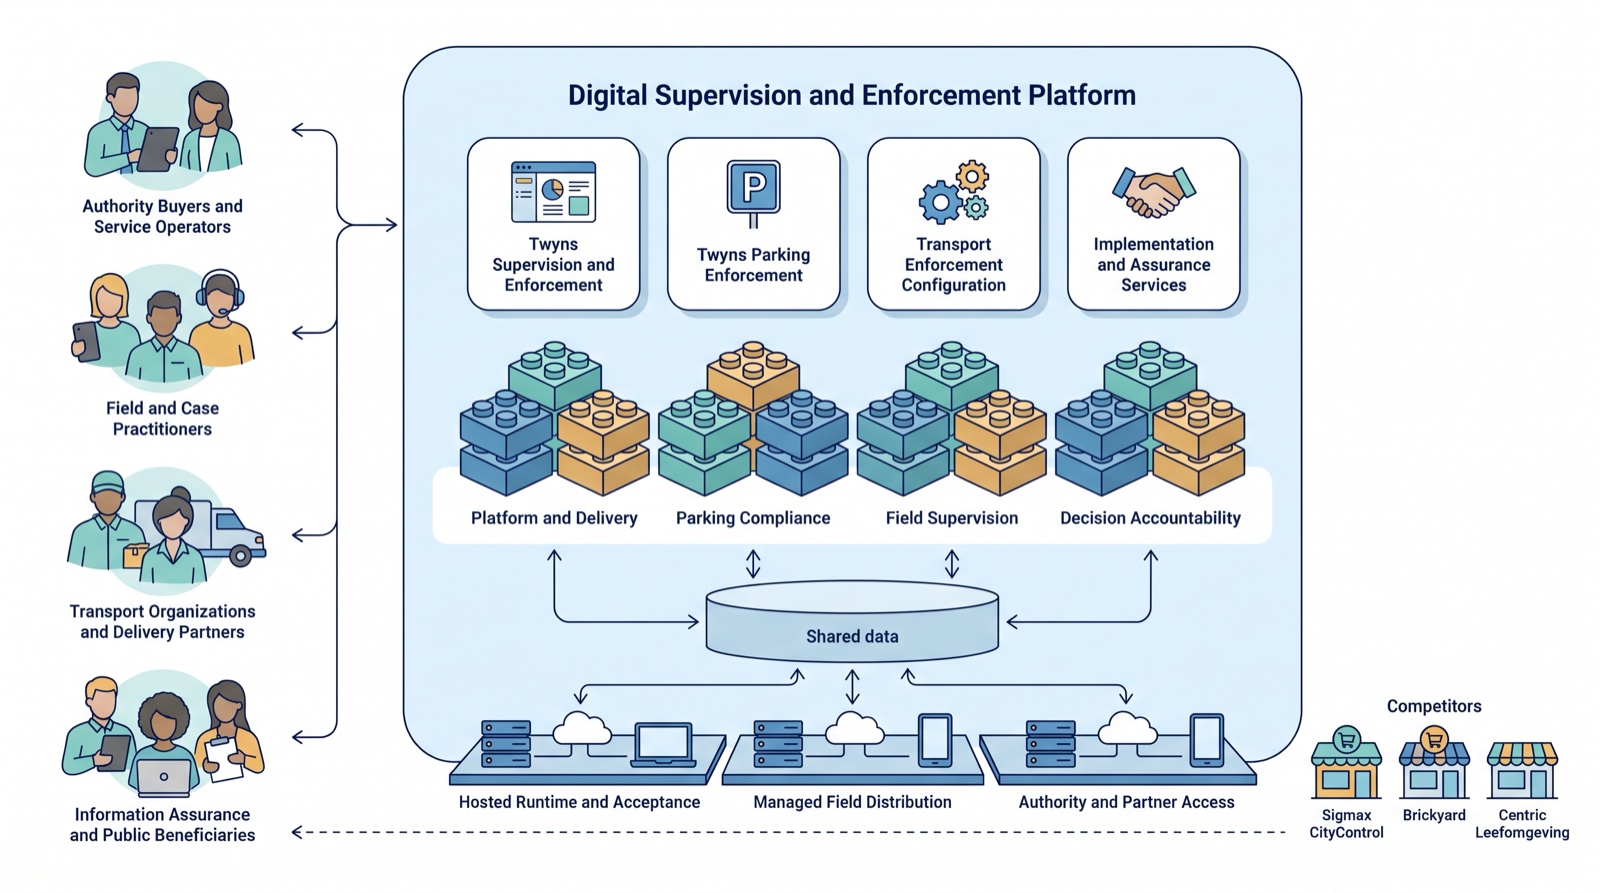 Digital Supervision and Enforcement Platform
Authority Buyers and
Service Operators
Field and Case
Practitioners
Transport Organizations
and Delivery Partners
Information Assurance
and Public Beneficiaries
Twyns
Supervision and
Enforcement
P
Twyns Parking
Enforcement
Transport
Enforcement
Configuration
Implementation
and Assurance
Services
Platform and Delivery
Parking Compliance
Field Supervision
Decision Accountability
Shared data
Hosted Runtime and Acceptance
Managed Field Distribution
Authority and Partner Access
Competitors
Sigmax
CityControl
Brickyard
Centric
Leefomgeving